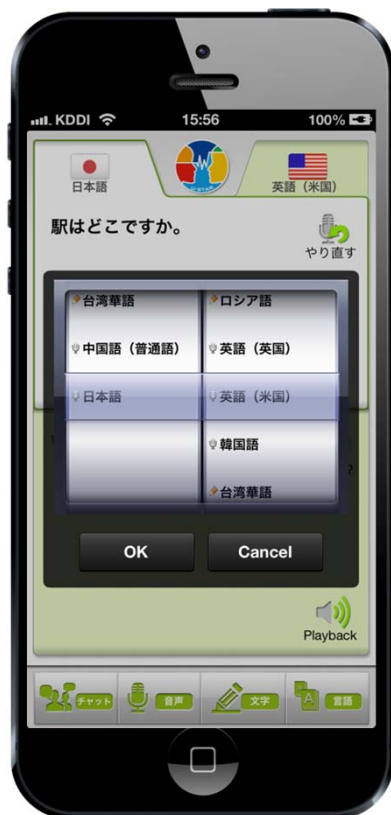 KDDI 15:56 100%
日本語 英語（米国）
駅はどこですか。
やり直す
台湾華語 ロシア語
中国語（普通語） 英語（英国）
日本語 英語（米国）
韓国語
?
台湾華語
OK Cancel
Playback
チャット 音声 文字 A 言語